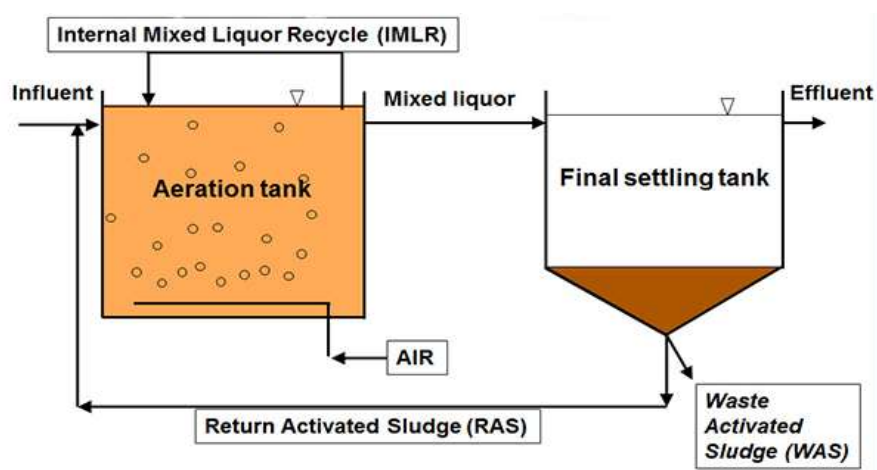 Internal Mixed Liquor Recycle (IMLR)
Influent
Mixed liquor
Effluent
Aeration tank
Final settling tank
AIR
Return Activated Sludge (RAS)
Waste
Activated
Sludge (WAS)